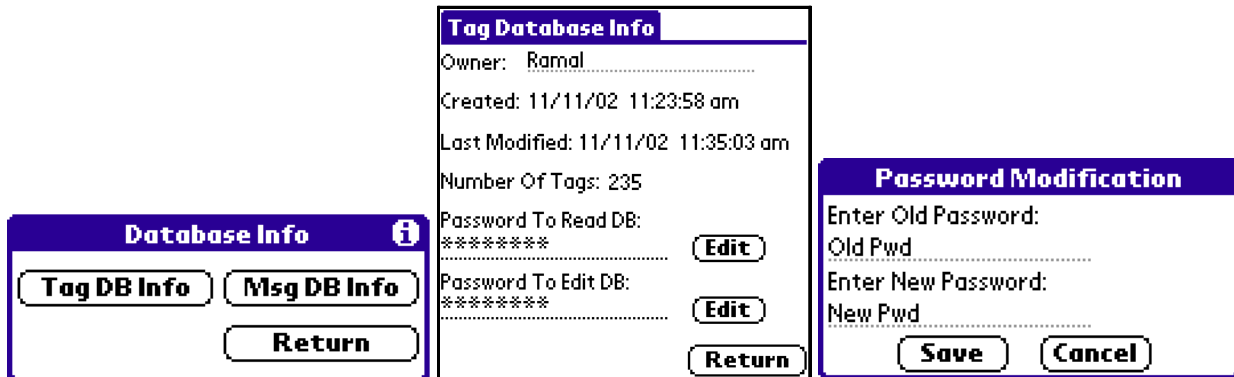 Database Info
Tag DB Info Msg DB Info
Return
Tag Database Info
Owner: Ramal
Created: 11/11/02 11:23:58 am
Last Modified: 11/11/02 11:35:03 am
Number Of Tags: 235
Password To Read DB:
******** Edit
Password To Edit DB:
******** Edit
Return
Password Modification
Enter Old Password:
Old Pwd
Enter New Password:
New Pwd
Save Cancel